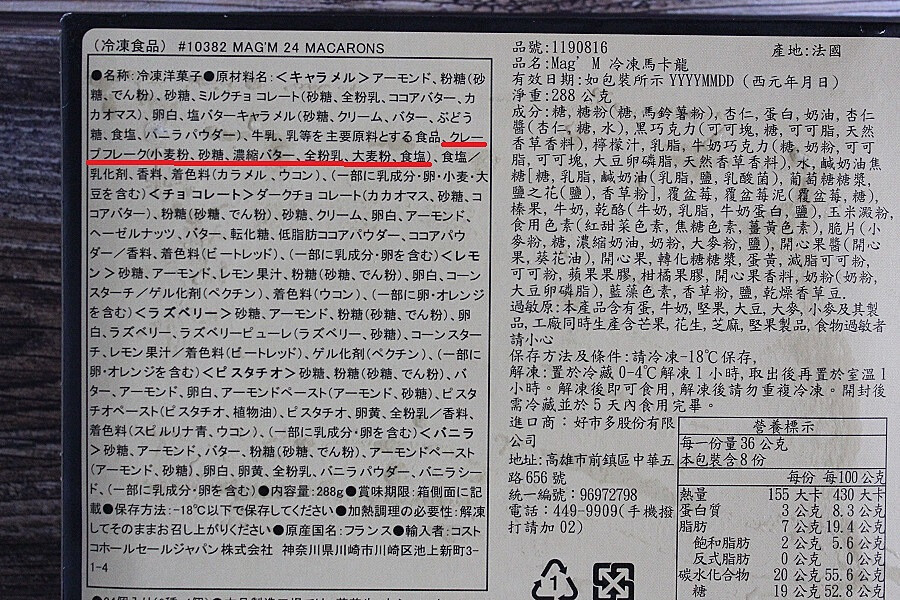 (冷凍食品) #10382 MAG'M 24 MACARONS
●名称:冷凍洋菓子●原材料名:<キャラメル>アーモンド、粉糖(砂
糖、でん粉)、砂糖、ミルクチョコレート(砂糖、全粉乳、ココアバター、カ
カオマス)、卵白、塩バターキャラメル(砂糖、クリーム、バター、ぶどう
糖、食塩、バニラパウダー)、牛乳、乳等を主要原料とする食品、クレー
プフレーク(小麦粉、砂糖、濃縮バター、全粉乳、大麦粉、食塩)、食塩/
乳化剤、香料、着色料(カラメル、ウコン)、(一部に乳成分・卵・小麦・大
豆を含む)<チョコレート>ダークチョコレート(カカオマス、砂糖、コ
コアバター)、粉糖(砂糖、でん粉)、砂糖、クリーム、卵白、アーモンド、
ヘーゼルナッツ、バター、転化糖、低脂肪ココアパウダー、ココアパウ
ダー/香料、着色料(ビートレッド)、(一部に乳成分・卵を含む)<レモ
ン>砂糖、アーモンド、レモン果汁、粉糖(砂糖、でん粉)、卵白、コーン
スターチ/ゲル化剤(ペクチン)、着色料(ウコン)、(一部に卵・オレンジ
を含む)<ラズベリー>砂糖、アーモンド、粉糖(砂糖、でん粉)、卵
白、ラズベリー、ラズベリーピューレ(ラズベリー、砂糖)、コーンスター
チ、レモン果汁/着色料(ビートレッド)、ゲル化剤(ペクチン)、(一部に
卵・オレンジを含む)<ピスタチオ>砂糖、粉糖(砂糖、でん粉)、バ
ター、アーモンド、卵白、アーモンドペースト(アーモンド、砂糖)、ピスタ
チオペースト(ピスタチオ、植物油)、ピスタチオ、卵黄、全粉乳/香料、
着色料(スピルリナ青、ウコン)、(一部に乳成分・卵を含む)<バニラ
>砂糖、アーモンド、バター、粉糖(砂糖、でん粉)、アーモンドペースト
(アーモンド、砂糖)、卵白、卵黄、全粉乳、バニラパウダー、バニラシー
ド、(一部に乳成分・卵を含む)●内容量:288g●賞味期限:箱側面に記
載●保存方法:-18℃以下で保存してください●加熱調理の必要性:解凍
してそのままお召し上がりください●原産国名:フランス●輸入者:コスト
コホールセールジャパン株式会社 神奈川県川崎市川崎区池上新町3-
1-4
品號:1190816 產地:法國
品名:Mag' M 冷凍馬卡龍
有效日期:如包裝所示 YYYYMMDD (西元年月日)
淨重:288 公克
成分:糖,糖粉(糖,馬鈴薯粉),杏仁,蛋白,奶油,杏仁
醬(杏仁,糖,水),黑巧克力(可可塊,糖,可可脂,天然
香草香料),檸檬汁,乳脂,牛奶巧克力(糖,奶粉,可可
脂,可可塊,大豆卵磷脂,天然香草香料),水,鹹奶油焦
糖[糖,乳脂,鹹奶油(乳脂,鹽,乳酸菌),葡萄糖糖漿,
鹽之花(鹽),香草粉],覆盆莓,覆盆莓泥(覆盆莓,糖),
榛果,牛奶,乾酪(牛奶,乳脂,牛奶蛋白,鹽),玉米澱粉,
食用色素(紅甜菜色素,焦糖色素,薑黃色素),脆片(小
麥粉,糖,濃縮奶油,奶粉,大麥粉,鹽),開心果醬(開心
果,葵花油),開心果,轉化糖糖漿,蛋黃,減脂可可粉,
可可粉,蘋果果膠,柑橘果膠,開心果香料,奶粉(奶粉,
大豆卵磷脂),藍藻色素,香草粉,鹽,乾燥香草豆.
過敏原:本產品含有蛋,牛奶,堅果,大豆,大麥,小麥及其製
品,工廠同時生產含芒果,花生,芝麻,堅果製品,食物過敏者
請小心
保存方法及條件:請冷凍-18℃保存,
解凍:置於冷藏 0-4℃解凍 1 小時,取出後再置於室溫 1
小時。解凍後即可食用,解凍後請勿重複冷凍。開封後
需冷藏並於 5 天內食用完畢。
進口商:好市多股份有限
公司
地址:高雄市前鎮區中華五
路 656 號
統一編號:96972798
電話:449-9909(手機撥
打請加 02)
營養標示
每一份量 36 公克
本包裝含 8 份
每份 每100 公克
熱量 155 大卡 430 大卡
蛋白質 3 公克 8.3 公克
脂肪 7 公克 19.4 公克
飽和脂肪 2 公克 5.6 公克
反式脂肪 0 公克 0 公克
碳水化合物 20 公克 55.6 公克
糖 19 公克 52.8 公克